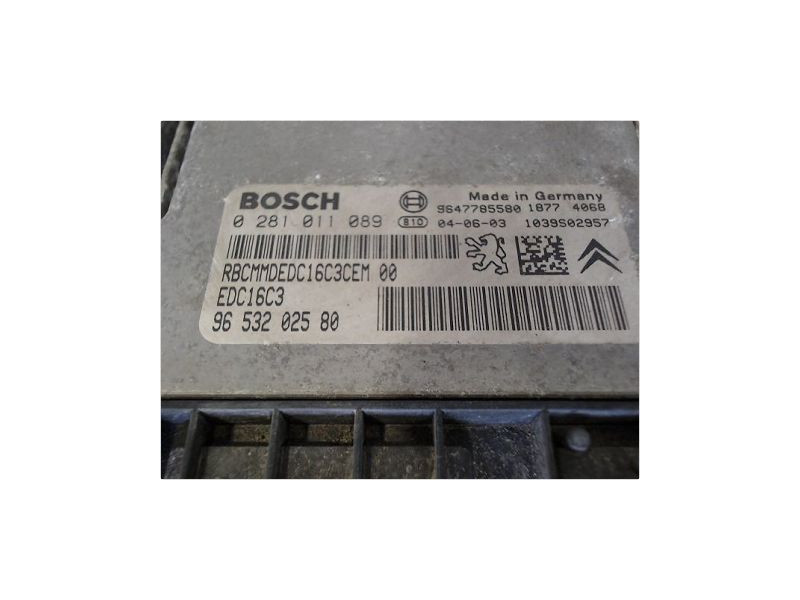 BOSCH
Made in Germany
9647785580 1877 4068
0 281 011 089 B10 04-06-03 1039S02957
RBCMMDEDC16C3CEM 00
EDC16C3
96 532 025 80